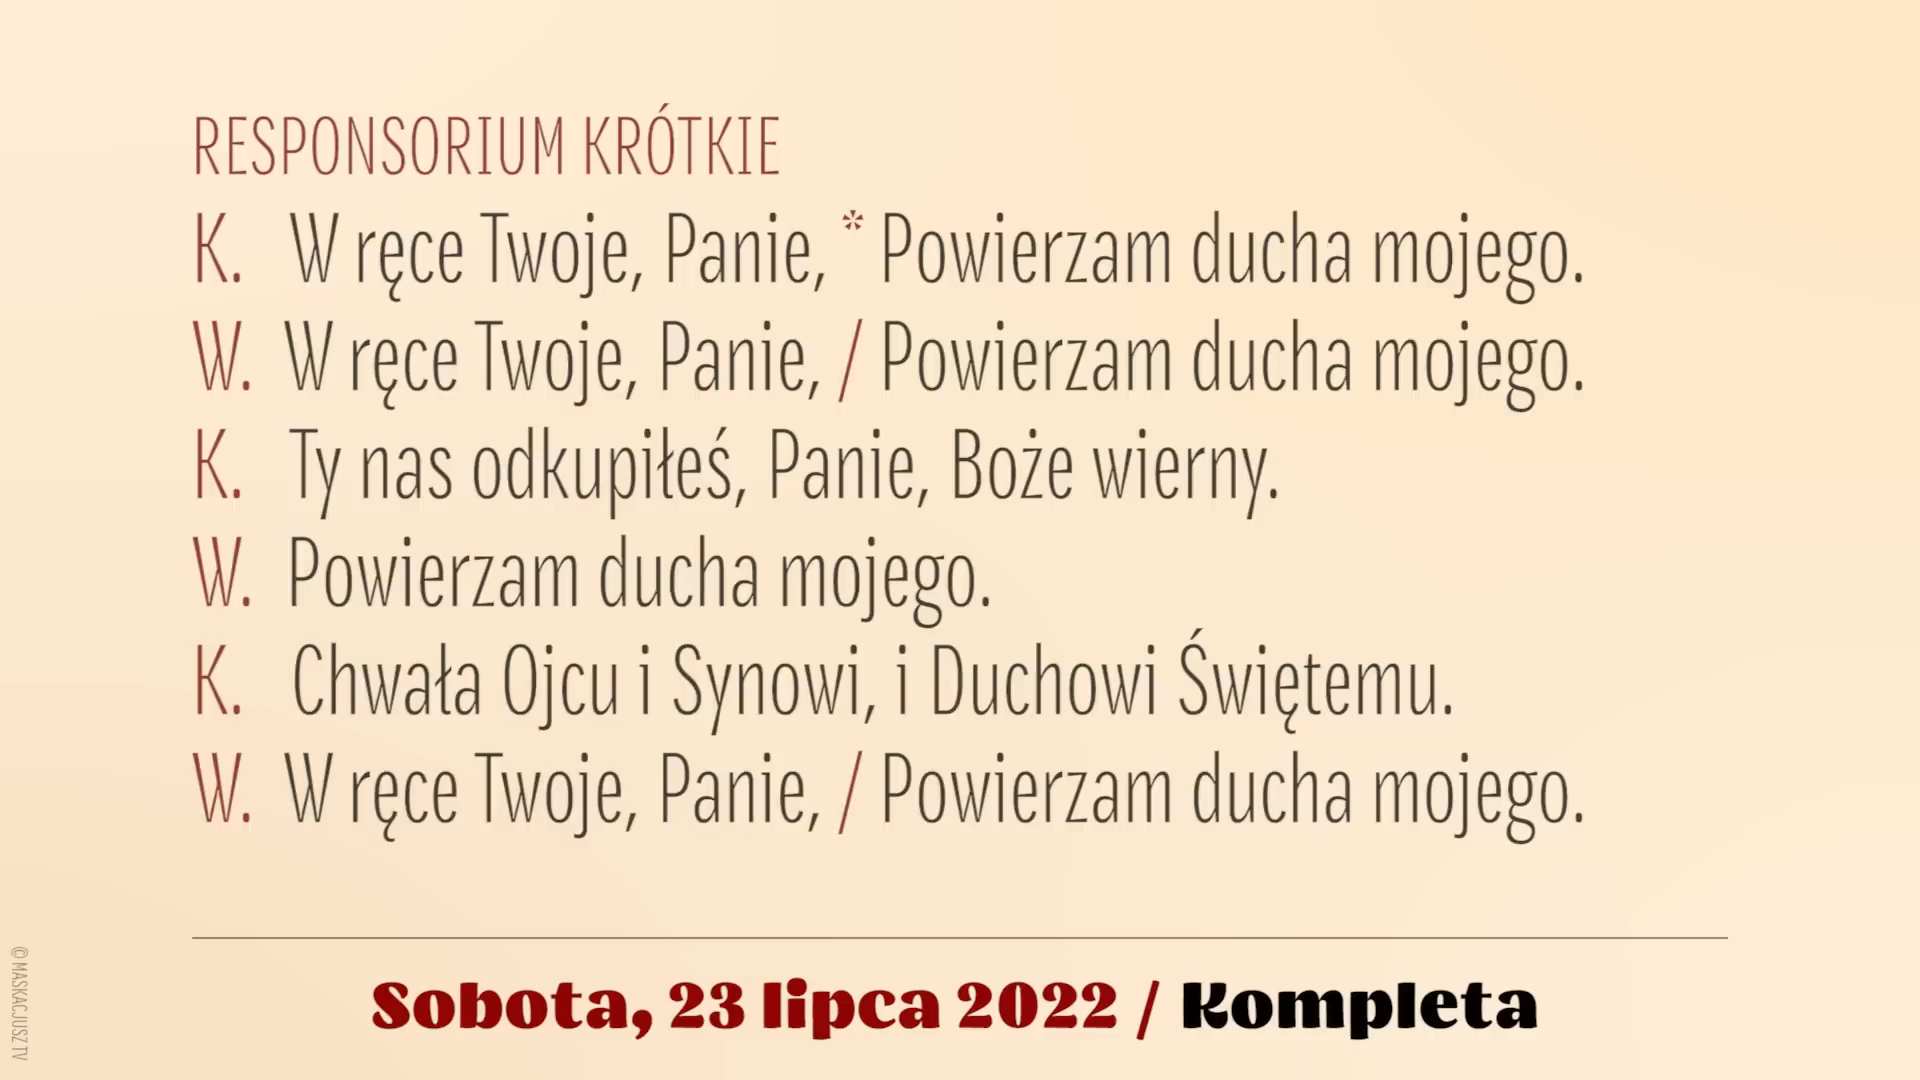 RESPONSORIUM KRÓTKIE
K. W ręce Twoje, Panie, * Powierzam ducha mojego.
W. W ręce Twoje, Panie, / Powierzam ducha mojego.
K. Ty nas odkupiłeś, Panie, Boże wierny.
W. Powierzam ducha mojego.
K. Chwała Ojcu i Synowi, i Duchowi Świętemu.
W. W ręce Twoje, Panie, / Powierzam ducha mojego.
Sobota, 23 lipca 2022 / Kompleta
© MASKACJUSZ TV